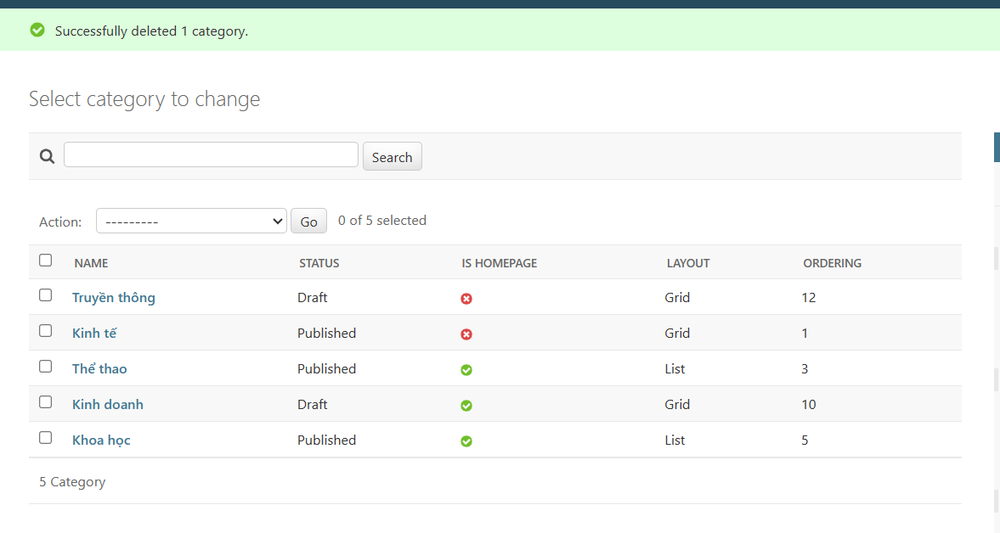 Successfully deleted 1 category.
Select category to change
Search
Action: --------- Go 0 of 5 selected
NAME STATUS IS HOMEPAGE LAYOUT ORDERING
Truyền thông Draft Grid 12
Kinh tế Published Grid 1
Thể thao Published List 3
Kinh doanh Draft Grid 10
Khoa học Published List 5
5 Category